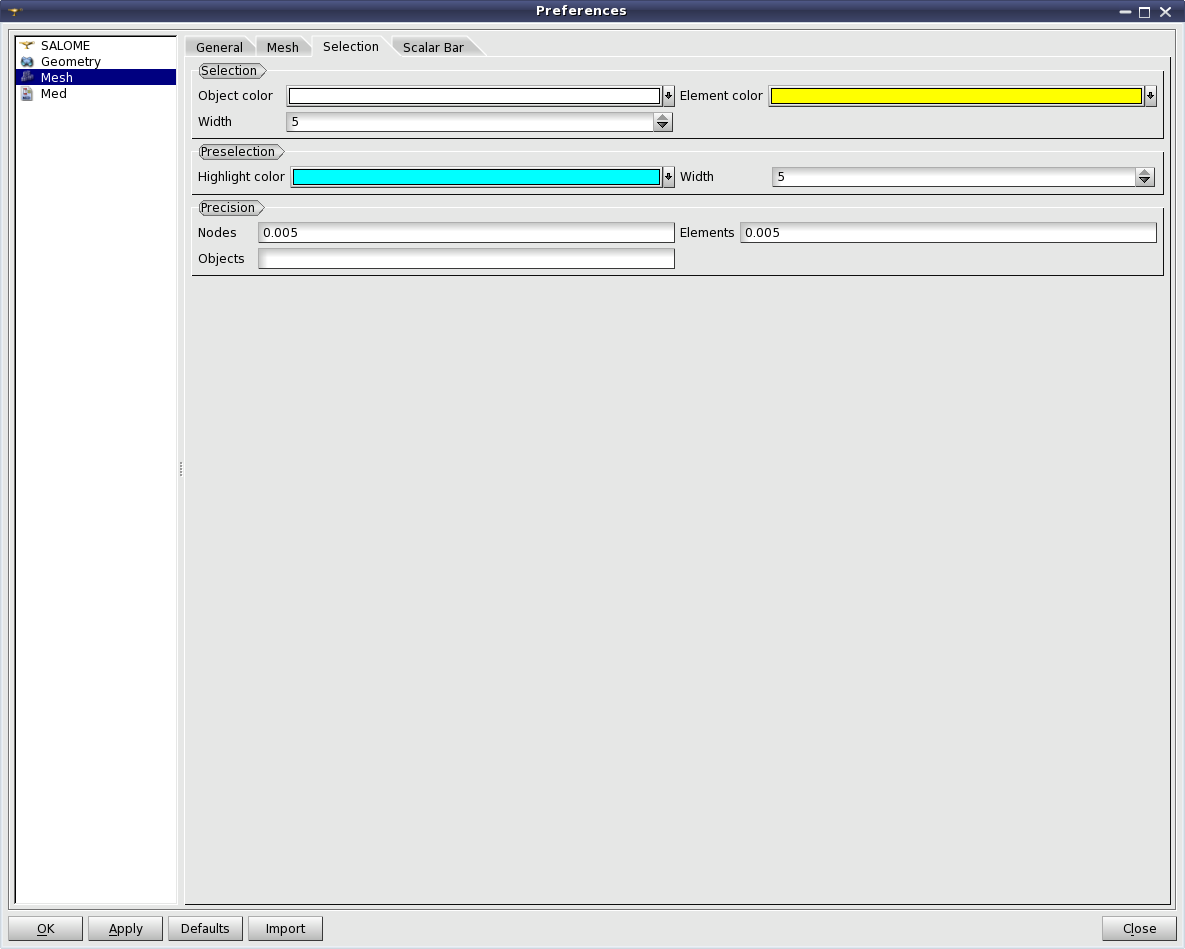 Preferences
SALOME
Geometry
Mesh
Med
General Mesh Selection Scalar Bar
Selection
Object color Element color
Width 5
Preselection
Highlight color Width 5
Precision
Nodes 0.005 Elements 0.005
Objects
OK Apply Defaults Import Close